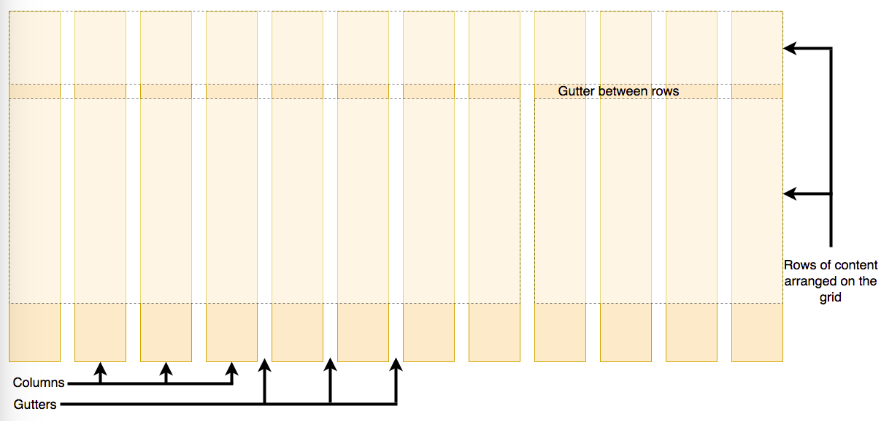 Gutter between rows
Rows of content
arranged on the
grid
Columns
Gutters